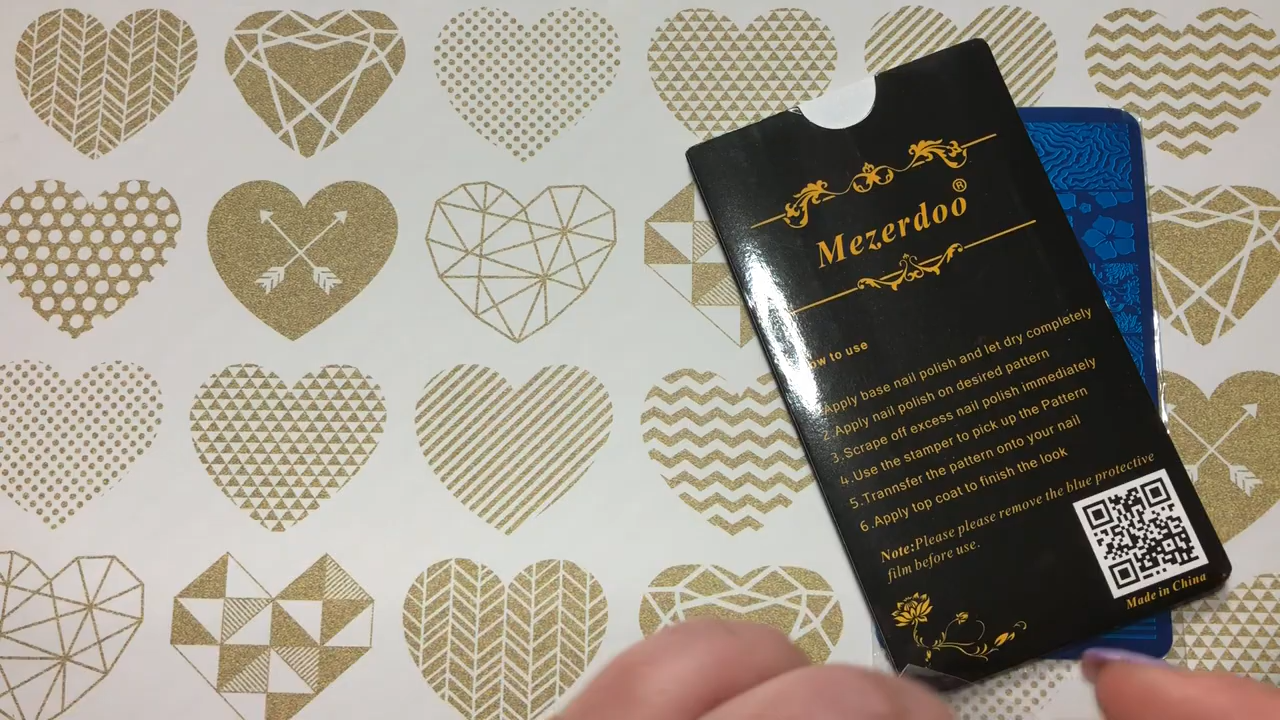 Mezerdoo®
ow to use
Apply base nail polish and let dry completely
2.Apply nail polish on desired pattern
3.Scrape off excess nail polish immediately
4.Use the stamper to pick up the Pattern
5.Trannsfer the pattern onto your nail
6.Apply top coat to finish the look
Note:Please please remove the blue protective
film before use.
Made in China